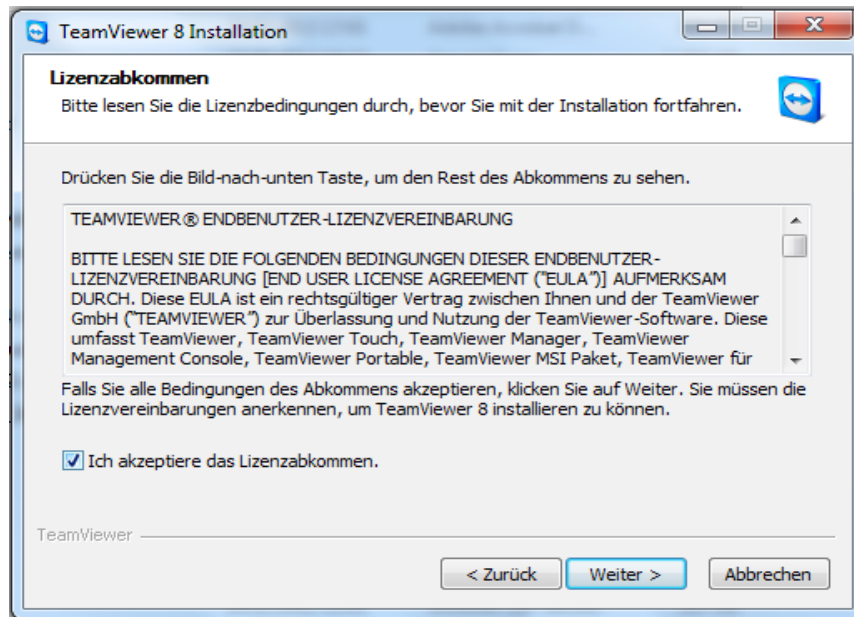 TeamViewer 8 Installation
Lizenzabkommen
Bitte lesen Sie die Lizenzbedingungen durch, bevor Sie mit der Installation fortfahren.
Drücken Sie die Bild-nach-unten Taste, um den Rest des Abkommens zu sehen.
TEAMVIEWER® ENDBENUTZER-LIZENZVEREINBARUNG
BITTE LESEN SIE DIE FOLGENDEN BEDINGUNGEN DIESER ENDBENUTZER-
LIZENZVEREINBARUNG [END USER LICENSE AGREEMENT ("EULA")] AUFMERKSAM
DURCH. Diese EULA ist ein rechtsgültiger Vertrag zwischen Ihnen und der TeamViewer
GmbH ("TEAMVIEWER") zur Überlassung und Nutzung der TeamViewer-Software. Diese
umfasst TeamViewer, TeamViewer Touch, TeamViewer Manager, TeamViewer
Management Console, TeamViewer Portable, TeamViewer MSI Paket, TeamViewer für
Falls Sie alle Bedingungen des Abkommens akzeptieren, klicken Sie auf Weiter. Sie müssen die
Lizenzvereinbarungen anerkennen, um TeamViewer 8 installieren zu können.
Ich akzeptiere das Lizenzabkommen.
TeamViewer
< Zurück Weiter > Abbrechen